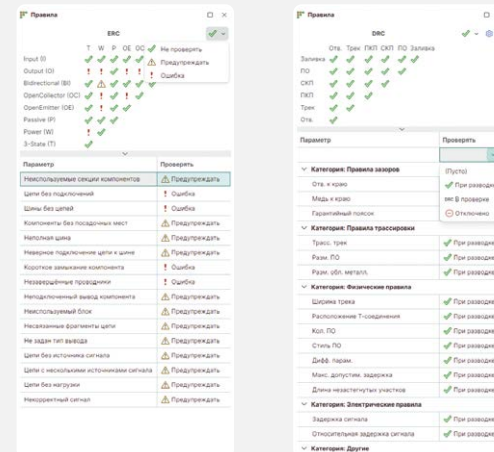 Правила
ERC
T W P OE OC
Не проверять
Предупреждать
Ошибка
Input (I)
Output (O)
Bidirectional (BI)
OpenCollector (OC)
OpenEmitter (OE)
Passive (P)
Power (W)
3-State (T)
Параметр Проверять
Неиспользуемые секции компонентов Предупреждать
Цепи без подключений Ошибка
Шины без цепей Ошибка
Компоненты без посадочных мест Предупреждать
Неполная шина Предупреждать
Неверное подключение цепи к шине Предупреждать
Короткое замыкание компонента Ошибка
Незавершённые проводники Ошибка
Неподключенный вывод компонента Предупреждать
Неиспользуемый блок Предупреждать
Несвязанные фрагменты цепи Предупреждать
Не задан тип вывода Предупреждать
Цепи без источника сигнала Предупреждать
Цепи с несколькими источниками сигнала Предупреждать
Цепи без нагрузки Предупреждать
Некорректный сигнал Предупреждать
Правила
DRC
Отв. Трек ПКП СКП ПО Заливка
Заливка
ПО
СКП
ПКП
Трек
Отв.
Параметр Проверять
(Пусто)
При разводке
DRC В проверке
Отключено
Категория: Правила зазоров
Отв. к краю
Медь к краю
Гарантийный поясок
Категория: Правила трассировки
Трасс. трек При разводке
Разм. ПО При разводке
Разм. обл. металл. При разводке
Категория: Физические правила
Ширина трека При разводке
Расположение Т-соединения При разводке
Кол. ПО При разводке
Стиль ПО При разводке
Дифф. парам. При разводке
Макс. допустим. задержка При разводке
Длина незастегнутых участков При разводке
Категория: Электрические правила
Задержка сигнала При разводке
Относительная задержка сигнала При разводке
Категория: Другие